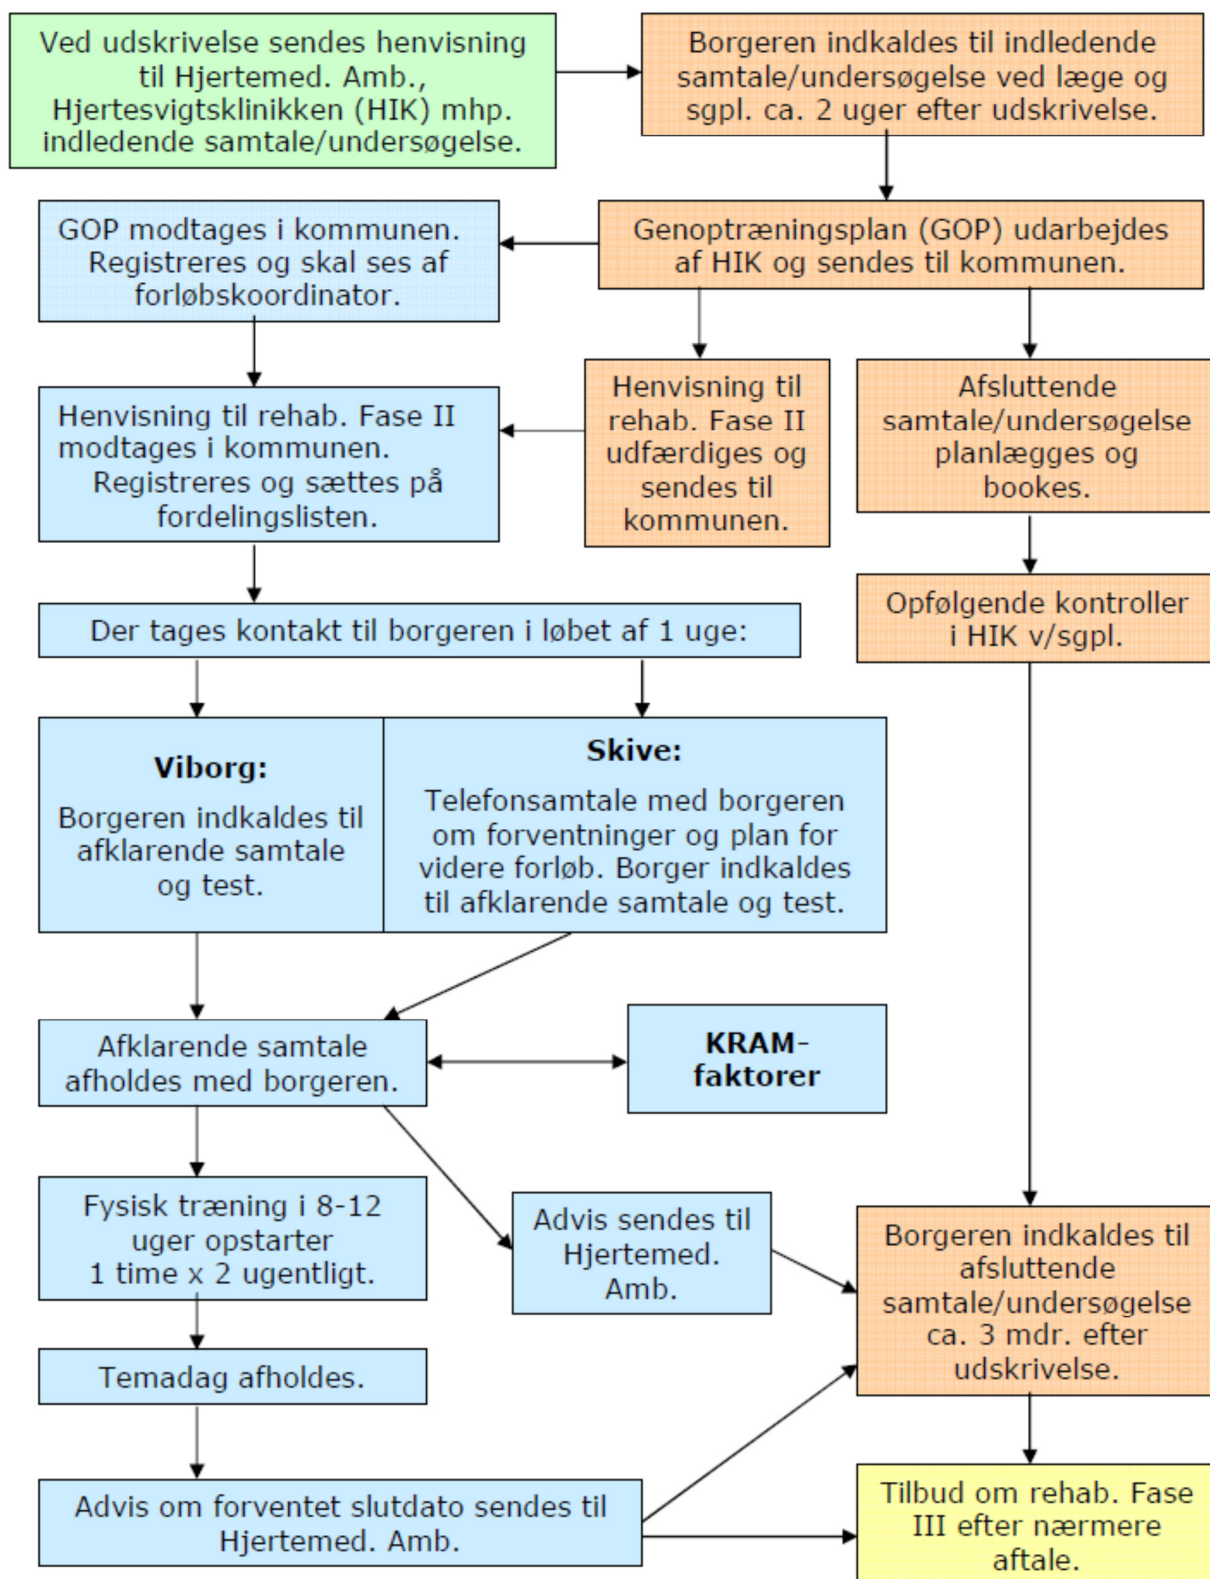 Ved udskrivelse sendes henvisning
til Hjertemed. Amb.,
Hjertesvigtsklinikken (HIK) mhp.
indledende samtale/undersøgelse.
Borgeren indkaldes til indledende
samtale/undersøgelse ved læge og
sgpl. ca. 2 uger efter udskrivelse.
GOP modtages i kommunen.
Registreres og skal ses af
forløbskoordinator.
Genoptræningsplan (GOP) udarbejdes
af HIK og sendes til kommunen.
Henvisning til rehab. Fase II
modtages i kommunen.
Registreres og sættes på
fordelingslisten.
Henvisning til
rehab. Fase II
udfærdiges og
sendes til
kommunen.
Afsluttende
samtale/undersøgelse
planlægges og
bookes.
Der tages kontakt til borgeren i løbet af 1 uge:
Opfølgende kontroller
i HIK v/sgpl.
Viborg:
Borgeren indkaldes til
afklarende samtale
og test.
Skive:
Telefonsamtale med borgeren
om forventninger og plan for
videre forløb. Borger indkaldes
til afklarende samtale og test.
Afklarende samtale
afholdes med borgeren.
KRAM-
faktorer
Fysisk træning i 8-12
uger opstarter
1 time x 2 ugentligt.
Advis sendes til
Hjertemed.
Amb.
Borgeren indkaldes til
afsluttende
samtale/undersøgelse
ca. 3 mdr. efter
udskrivelse.
Temadag afholdes.
Advis om forventet slutdato sendes til
Hjertemed. Amb.
Tilbud om rehab. Fase
III efter nærmere
aftale.